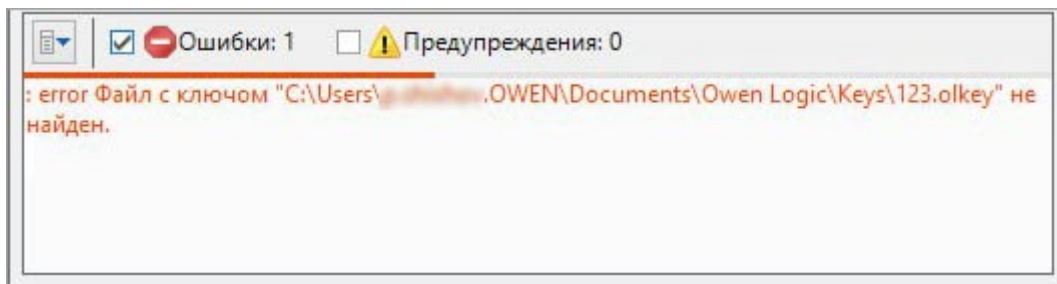 Ошибки: 1 Предупреждения: 0
: error Файл с ключом "C:\Users\ .OWEN\Documents\Owen Logic\Keys\123.olkey" не
найден.